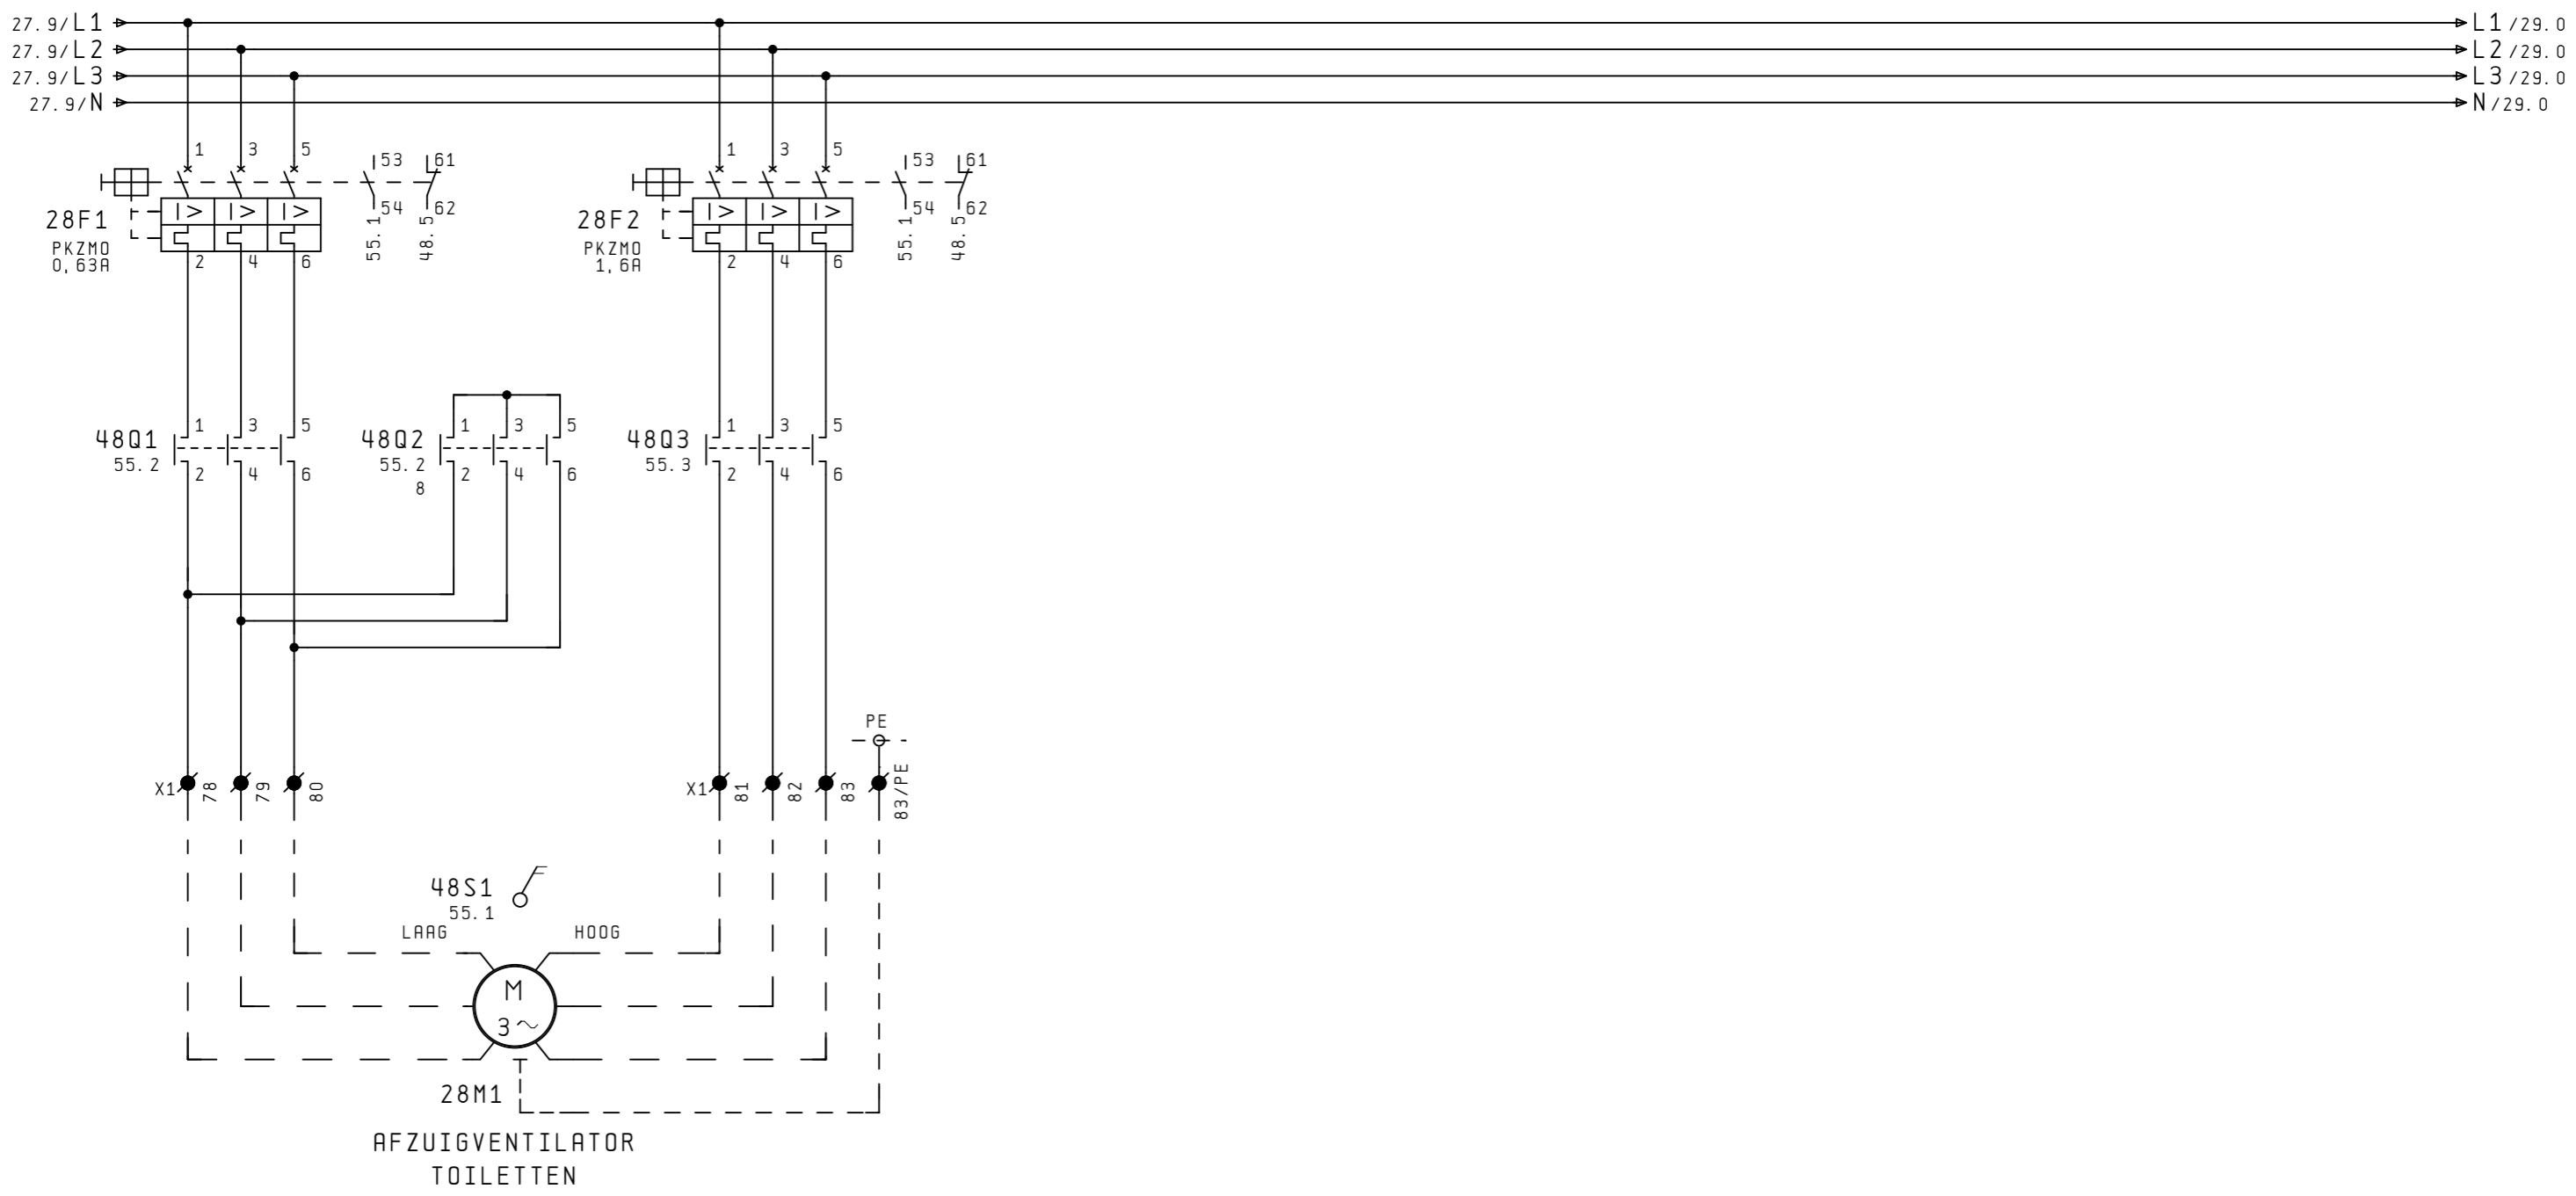 27.9/L1 L1/29.0
27.9/L2 L2/29.0
27.9/L3 L3/29.0
27.9/N N/29.0
1 3 5 53 61
1 3 5 53 61
28F1
PKZM0
0,63A
I> I> I>
54 62
55.1 48.5
2 4 6
28F2
PKZM0
1,6A
I> I> I>
54 62
55.1 48.5
2 4 6
48Q1
55.2
1 3 5
2 4 6
48Q2
55.2
8
1 3 5
2 4 6
48Q3
55.3
1 3 5
2 4 6
PE
X1 78 79 80
X1 81 82 83 83/PE
48S1
55.1
LAAG HOOG
M
3~
28M1
AFZUIGVENTILATOR
TOILETTEN